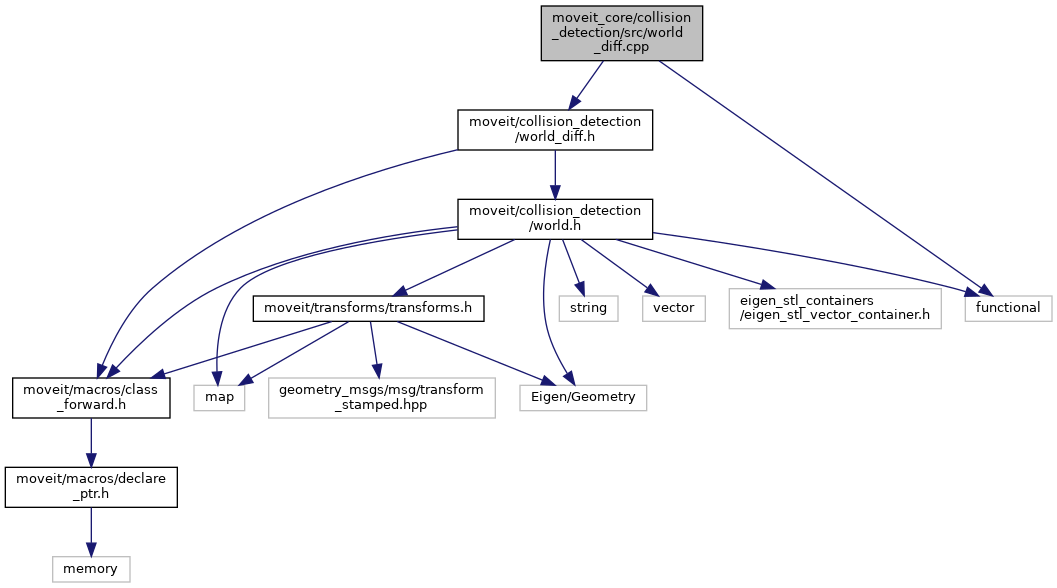 moveit_core/collision
_detection/src/world
_diff.cpp
moveit/collision_detection
/world_diff.h
moveit/collision_detection
/world.h
moveit/transforms/transforms.h
string
vector
eigen_stl_containers
/eigen_stl_vector_container.h
functional
moveit/macros/class
_forward.h
map
geometry_msgs/msg/transform
_stamped.hpp
Eigen/Geometry
moveit/macros/declare
_ptr.h
memory